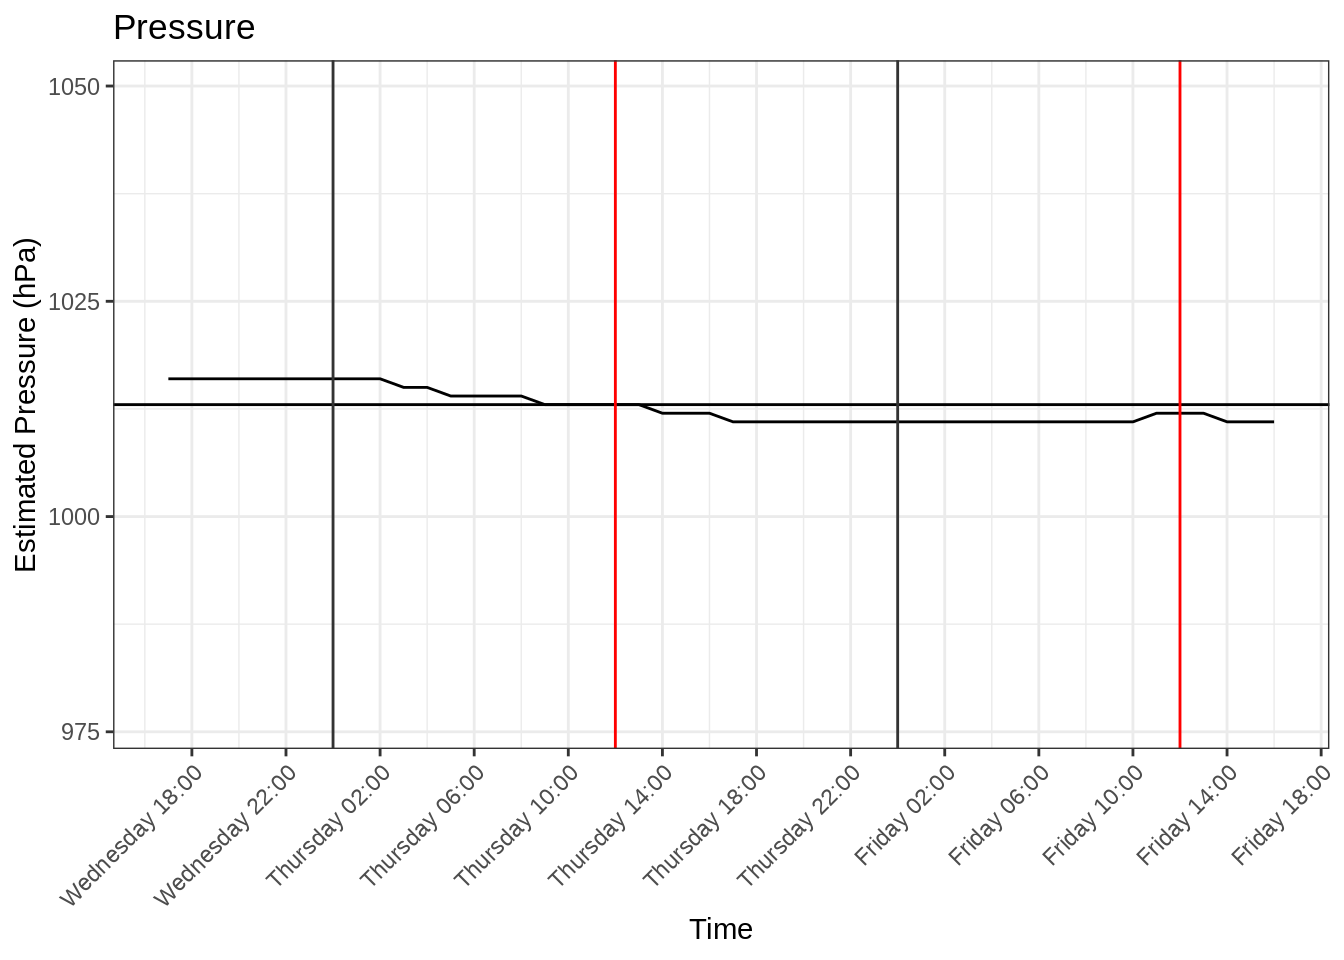 Pressure
Estimated Pressure (hPa)
1050
1025
1000
975
Wednesday 18:00
Wednesday 22:00
Thursday 02:00
Thursday 06:00
Thursday 10:00
Thursday 14:00
Thursday 18:00
Thursday 22:00
Friday 02:00
Friday 06:00
Friday 10:00
Friday 14:00
Friday 18:00
Time